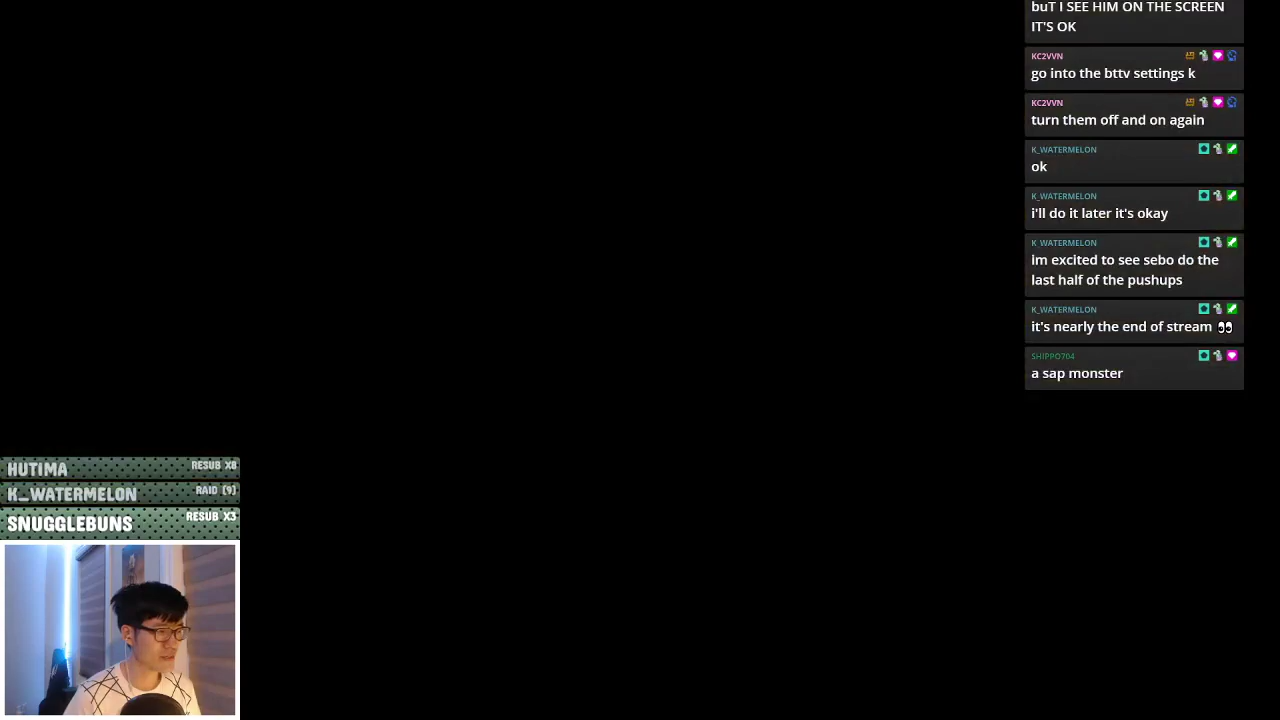 buT I SEE HIM ON THE SCREEN
IT'S OK
KC2VVN
go into the bttv settings k
KC2VVN
turn them off and on again
K_WATERMELON
ok
K_WATERMELON
i'll do it later it's okay
K_WATERMELON
im excited to see sebo do the
last half of the pushups
K_WATERMELON
it's nearly the end of stream 👀
SHIPPO704
a sap monster
HUTIMA RESUB X8
K_WATERMELON RAID [9]
SNUGGLEBUNS RESUB X3